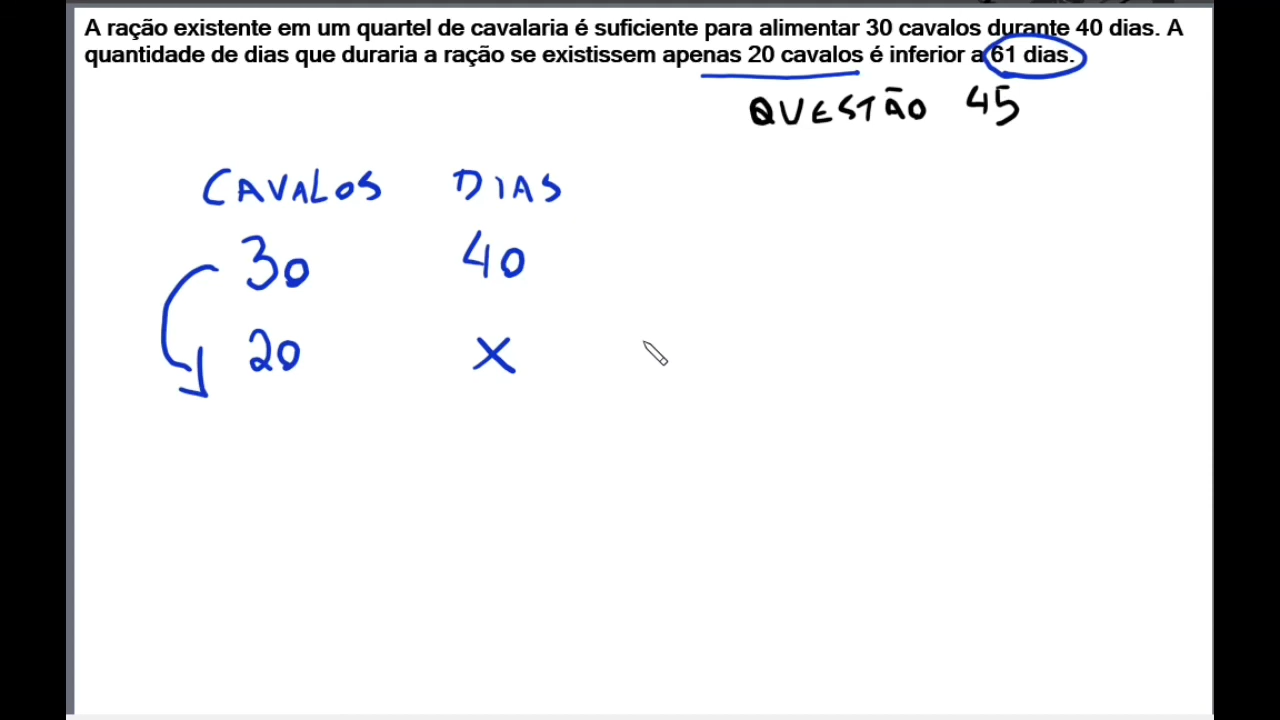 A ração existente em um quartel de cavalaria é suficiente para alimentar 30 cavalos durante 40 dias. A
quantidade de dias que duraria a ração se existissem apenas 20 cavalos é inferior a 61 dias.
QUESTÃO 45
CAVALOS DIAS
30 40
20 X